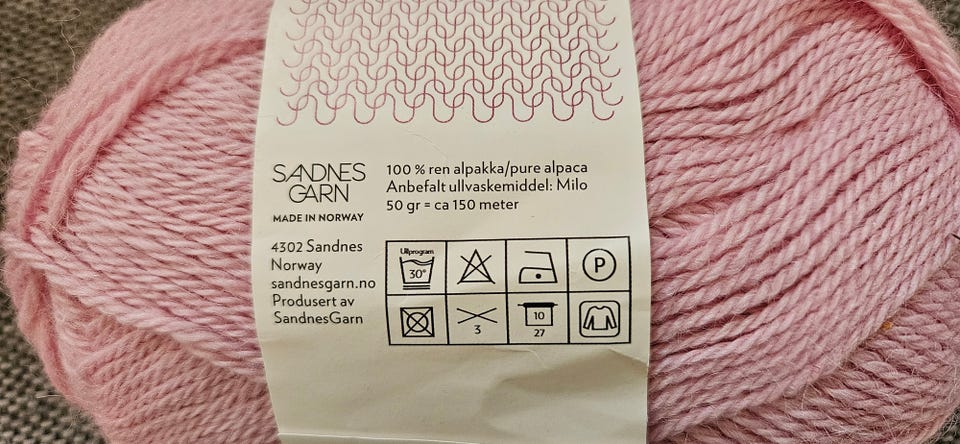 SANDNES
GARN
MADE IN NORWAY
4302 Sandnes
Norway
sandnesgarn.no
Produsert av
SandnesGarn
100 % ren alpakka/pure alpaca
Anbefalt ullvaskemiddel: Milo
50 gr = ca 150 meter
Ullprogram
30°
P
3
10
27